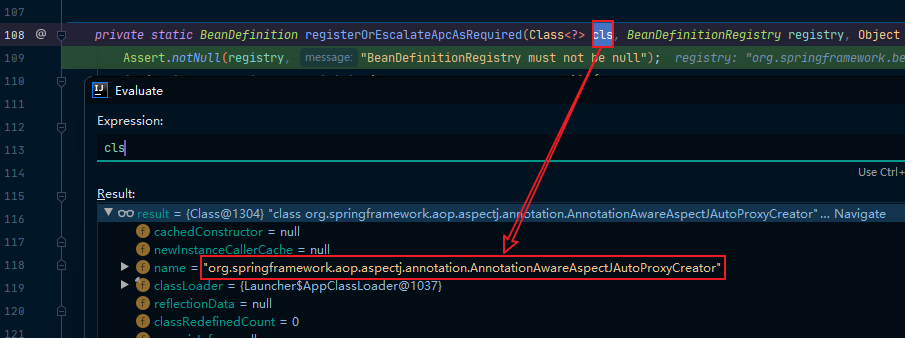 107
108 @ private static BeanDefinition registerOrEscalateApcAsRequired(Class<?> cls, BeanDefinitionRegistry registry, Object
109 Assert.notNull(registry, message: "BeanDefinitionRegistry must not be null"); registry: "org.springframework.be
110
111 Evaluate
112 Expression:
113 cls
114 Use Ctrl+
115 Result:
116 result = {Class@1304} "class org.springframework.aop.aspectj.annotation.AnnotationAwareAspectJAutoProxyCreator"... Navigate
117 cachedConstructor = null
newInstanceCallerCache = null
118 name = "org.springframework.aop.aspectj.annotation.AnnotationAwareAspectJAutoProxyCreator"
119 classLoader = {Launcher$AppClassLoader@1037}
reflectionData = null
120 classRedefinedCount = 0
121